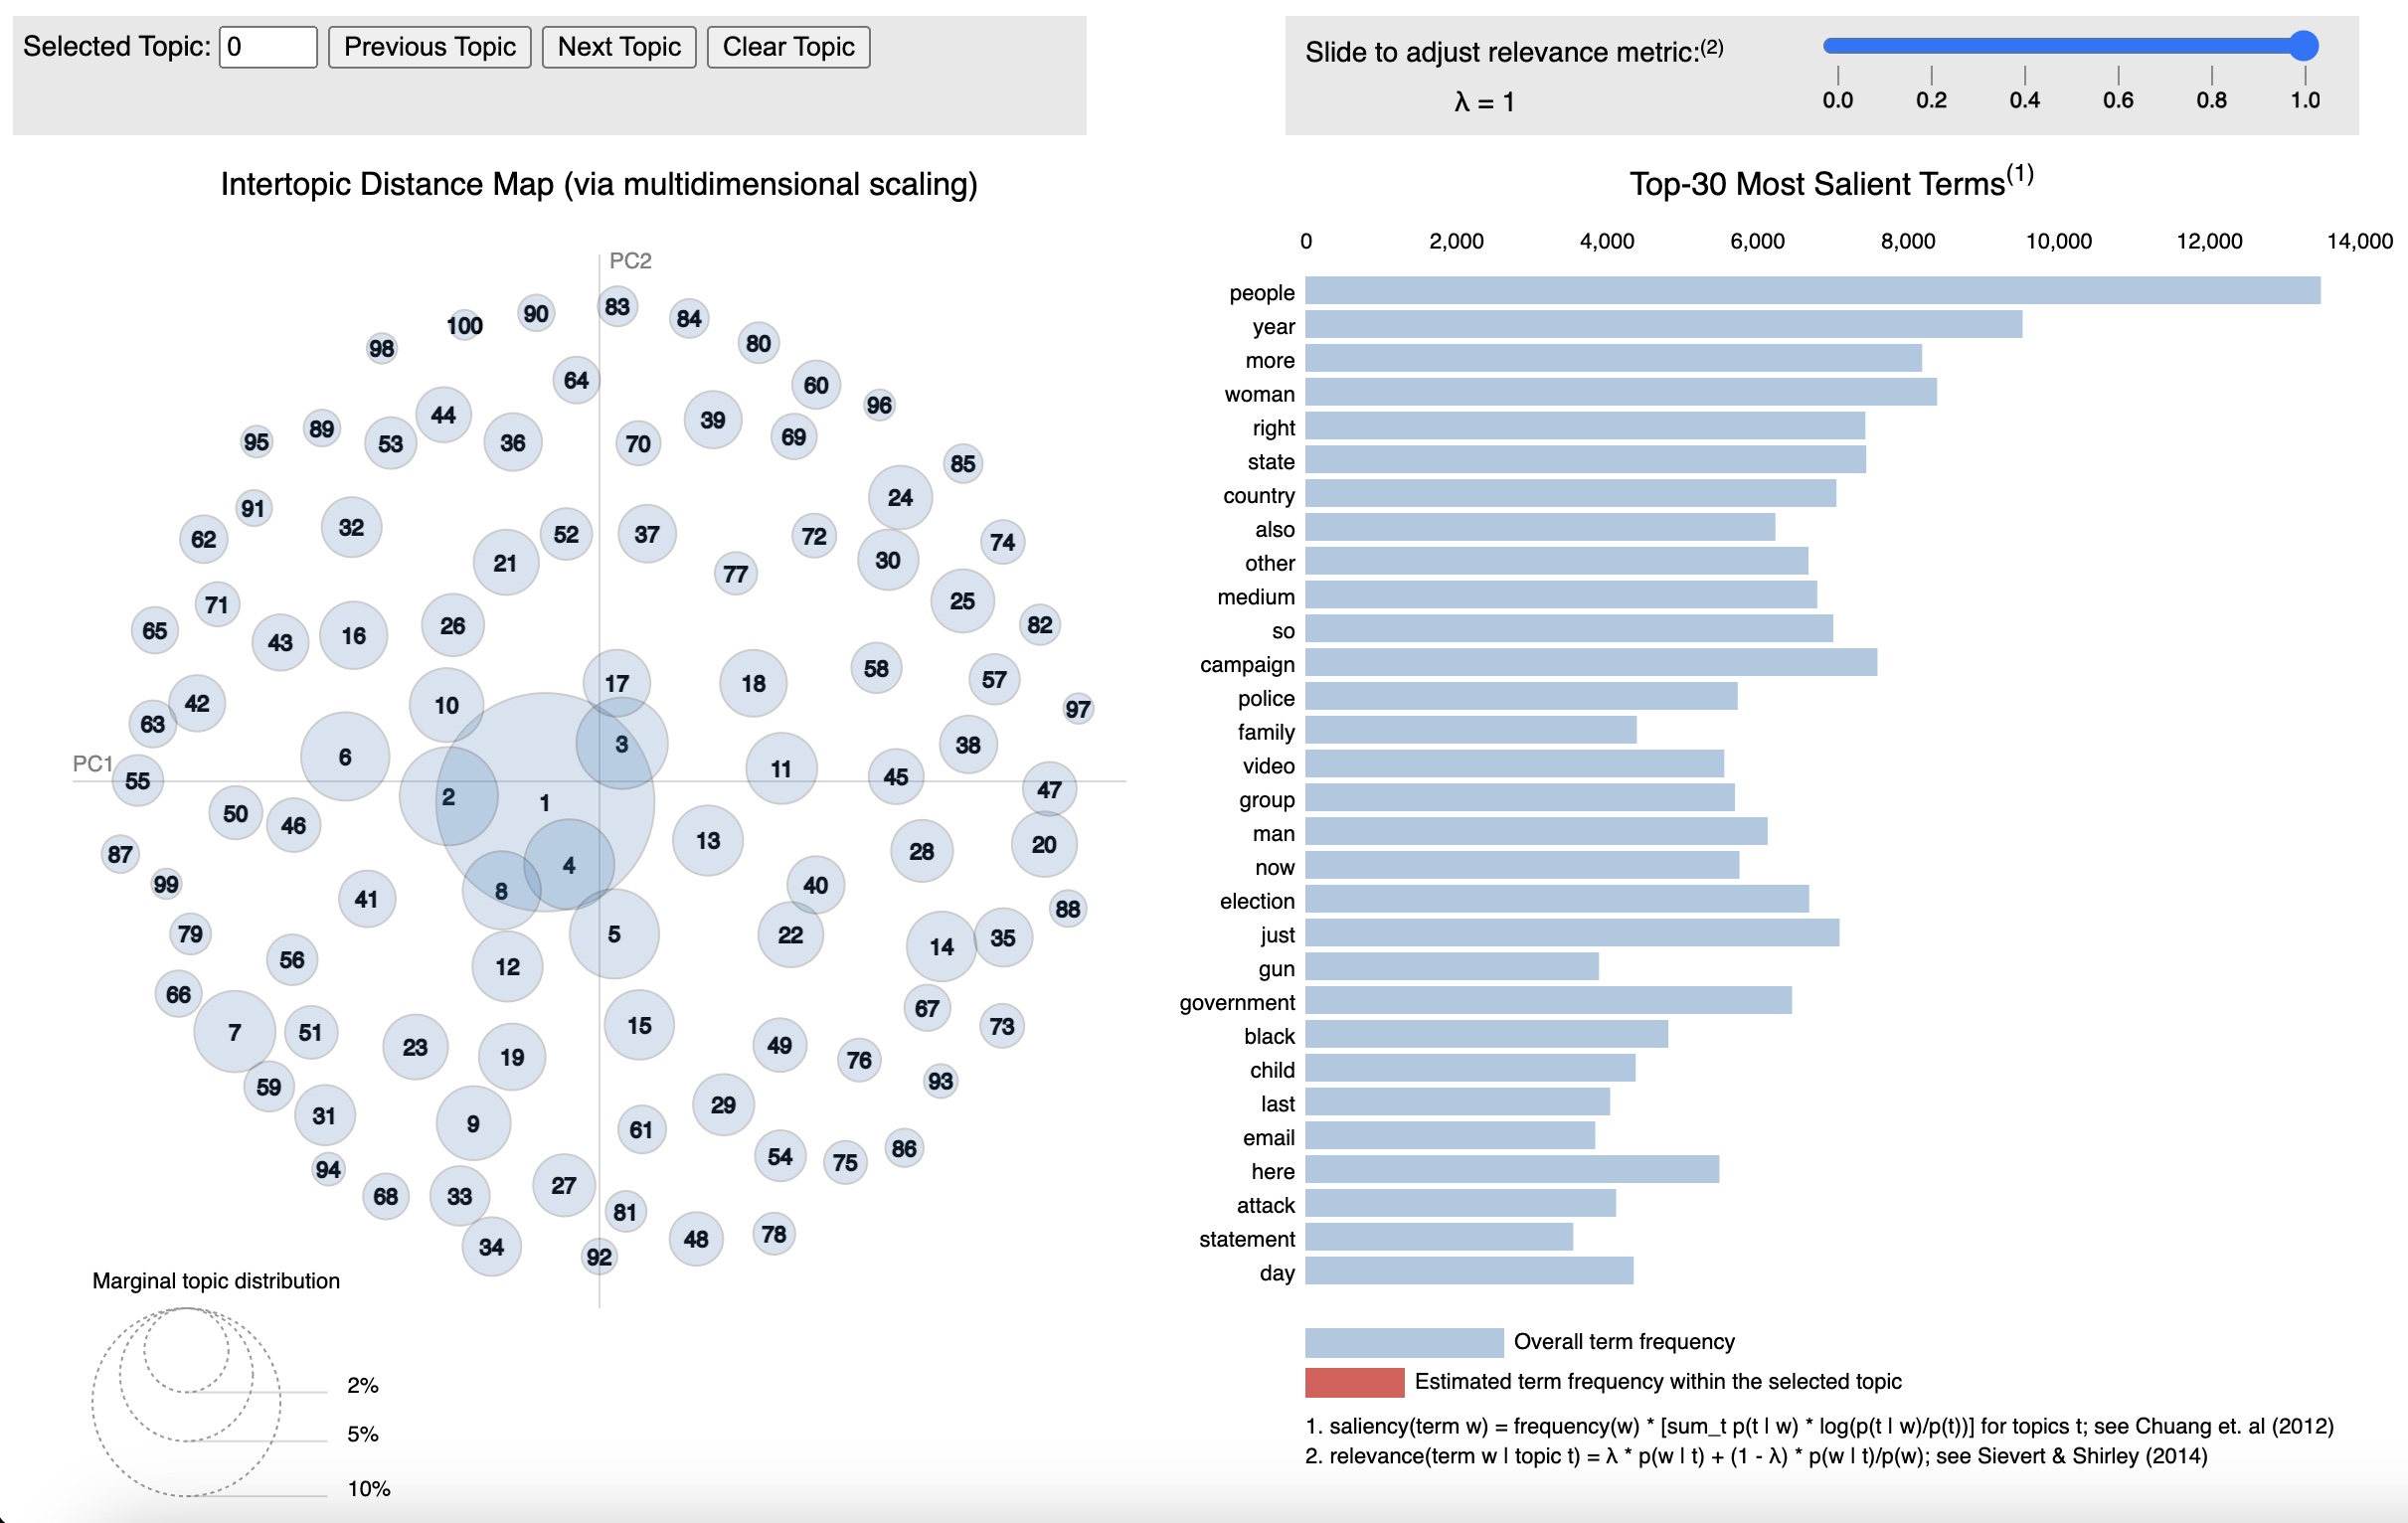 Selected Topic: 0 Previous Topic Next Topic Clear Topic
Slide to adjust relevance metric:(2)
λ = 1
0.0 0.2 0.4 0.6 0.8 1.0
Intertopic Distance Map (via multidimensional scaling)
PC2
83
90
84
100
80
98
64
60
96
44
39
89
69
95
53
36
70
85
24
91
32
52
37
72
62
74
30
21
77
25
71
82
26
65
16
43
58
57
17
18
42
10
97
63
3
38
6
PC1
11
45
55
47
2
1
50
46
13
20
28
87
4
99
40
8
41
88
79
5
22
35
14
56
12
66
67
15
73
7
51
49
23
19
76
93
59
29
31
9
61
86
54
75
94
27
68
33
81
78
48
34
92
Marginal topic distribution
2%
5%
10%
Top-30 Most Salient Terms(1)
0 2,000 4,000 6,000 8,000 10,000 12,000 14,000
people
year
more
woman
right
state
country
also
other
medium
so
campaign
police
family
video
group
man
now
election
just
gun
government
black
child
last
email
here
attack
statement
day
Overall term frequency
Estimated term frequency within the selected topic
1. saliency(term w) = frequency(w) * [sum_t p(t | w) * log(p(t | w)/p(t))] for topics t; see Chuang et. al (2012)
2. relevance(term w | topic t) = λ * p(w | t) + (1 - λ) * p(w | t)/p(w); see Sievert & Shirley (2014)